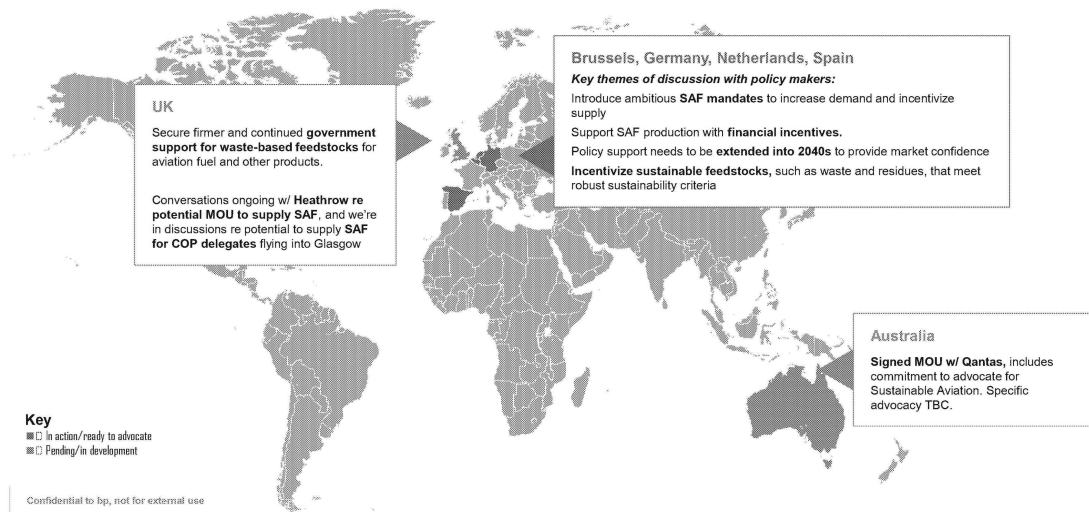 UK
Secure firmer and continued government
support for waste-based feedstocks for
aviation fuel and other products.
Conversations ongoing w/ Heathrow re
potential MOU to supply SAF, and we're
in discussions re potential to supply SAF
for COP delegates flying into Glasgow
Brussels, Germany, Netherlands, Spain
Key themes of discussion with policy makers:
Introduce ambitious SAF mandates to increase demand and incentivize
supply
Support SAF production with financial incentives.
Policy support needs to be extended into 2040s to provide market confidence
Incentivize sustainable feedstocks, such as waste and residues, that meet
robust sustainability criteria
Australia
Signed MOU w/ Qantas, includes
commitment to advocate for
Sustainable Aviation. Specific
advocacy TBC.
Key
In action/ready to advocate
Pending/in development
Confidential to bp, not for external use